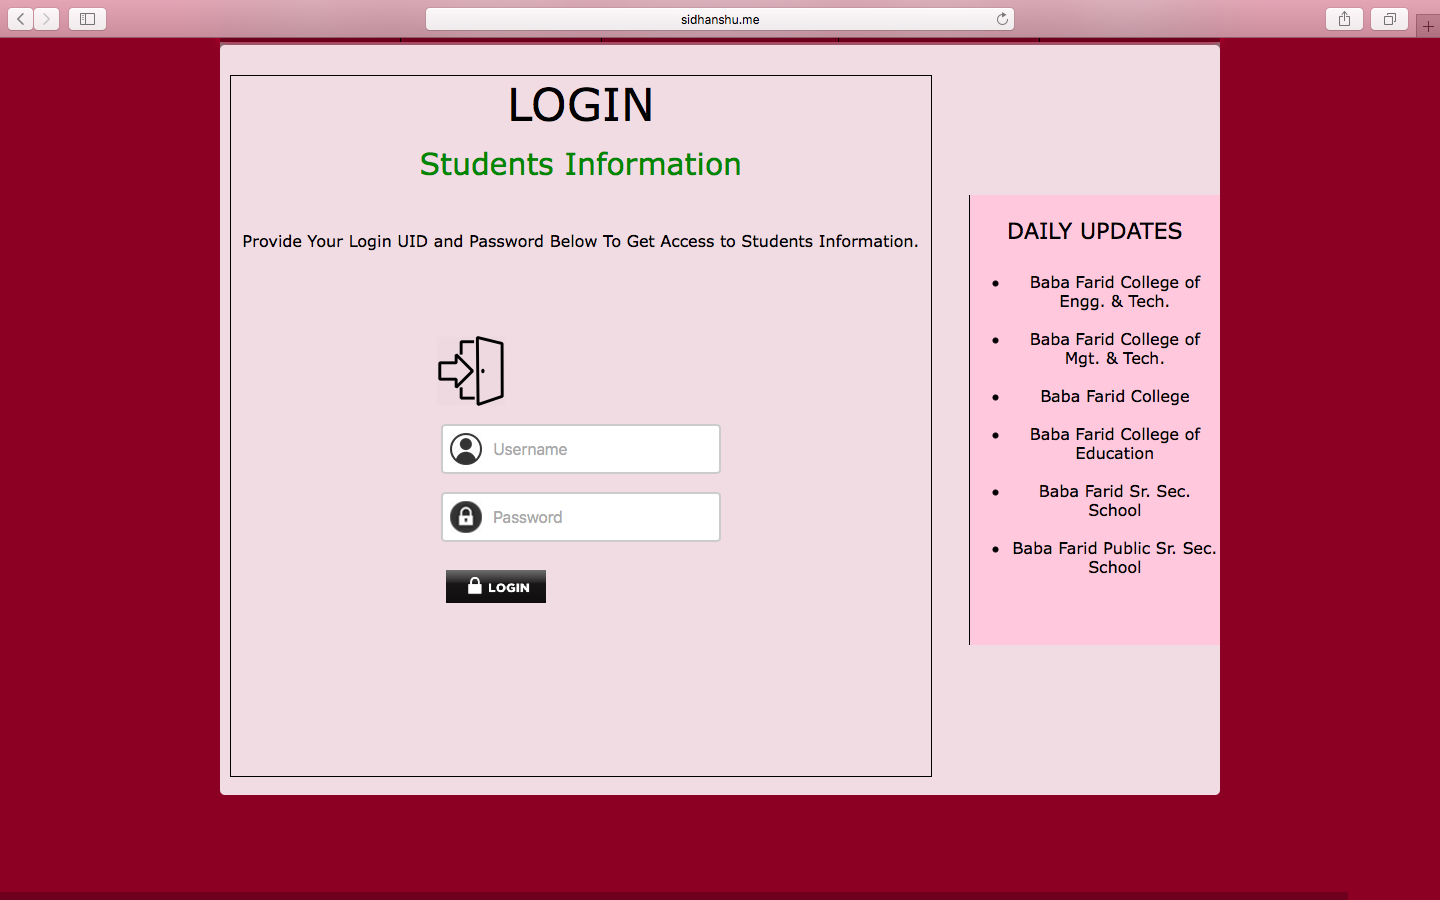 sidhanshu.me
LOGIN
Students Information
Provide Your Login UID and Password Below To Get Access to Students Information.
Username
Password
LOGIN
DAILY UPDATES
Baba Farid College of
Engg. & Tech.
Baba Farid College of
Mgt. & Tech.
Baba Farid College
Baba Farid College of
Education
Baba Farid Sr. Sec.
School
Baba Farid Public Sr. Sec.
School